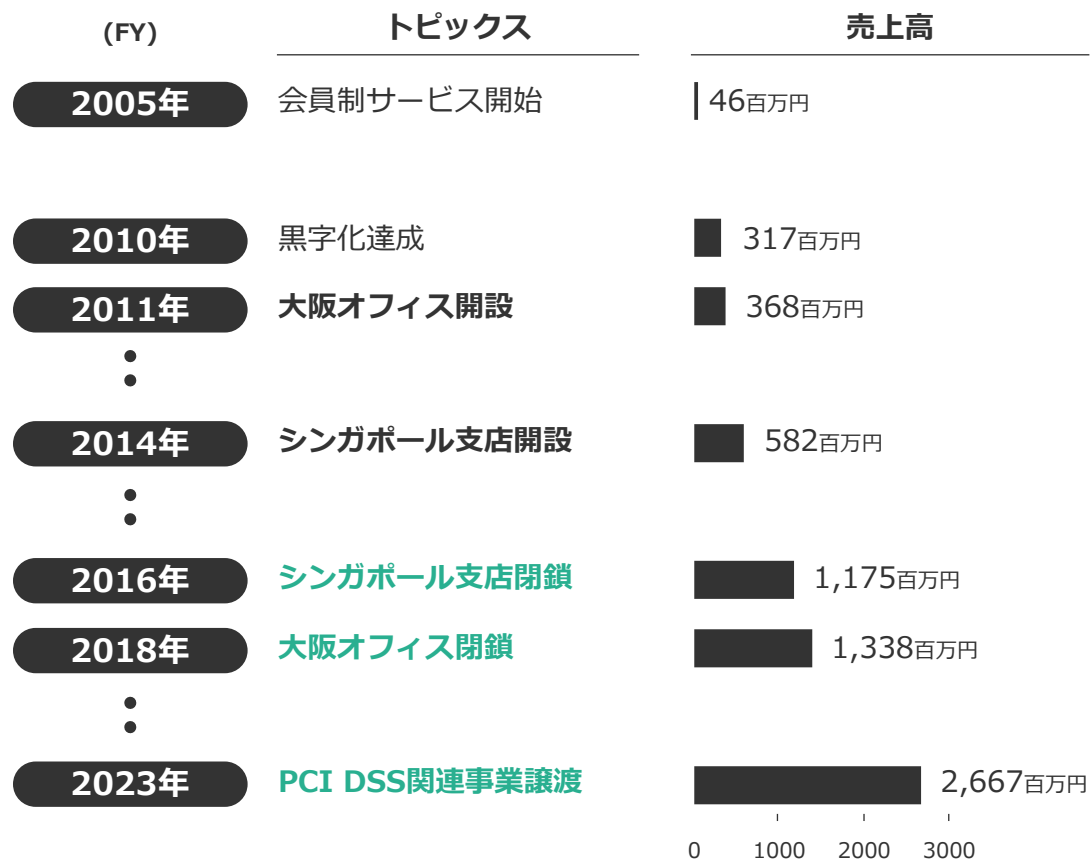 (FY) トピックス 売上高
2005年 会員制サービス開始 46百万円
2010年 黒字化達成 317百万円
2011年 大阪オフィス開設 368百万円
2014年 シンガポール支店開設 582百万円
2016年 シンガポール支店閉鎖 1,175百万円
2018年 大阪オフィス閉鎖 1,338百万円
2023年 PCI DSS関連事業譲渡 2,667百万円
0 1000 2000 3000